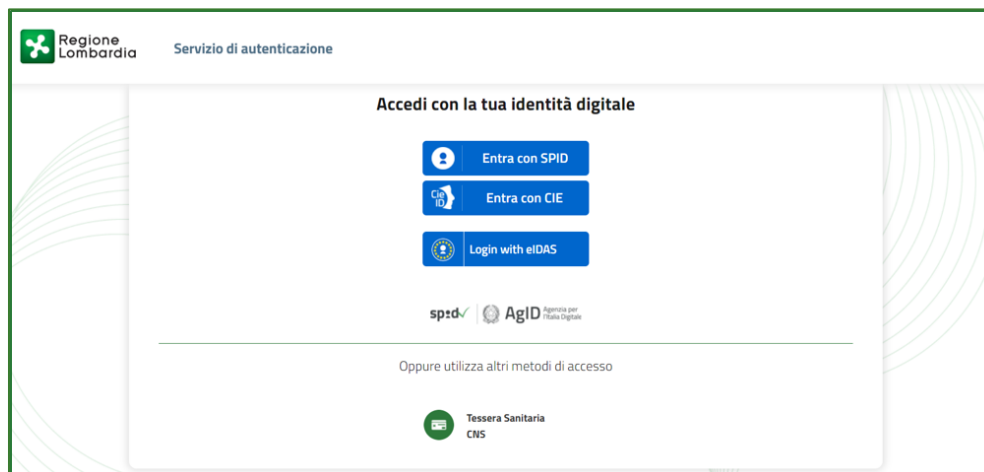 Regione
Lombardia
Servizio di autenticazione
Accedi con la tua identità digitale
Entra con SPID
Cie
ID
Entra con CIE
Login with eIDAS
sp:d
AgID
Agenzia per
l'Italia Digitale
Oppure utilizza altri metodi di accesso
Tessera Sanitaria
CNS